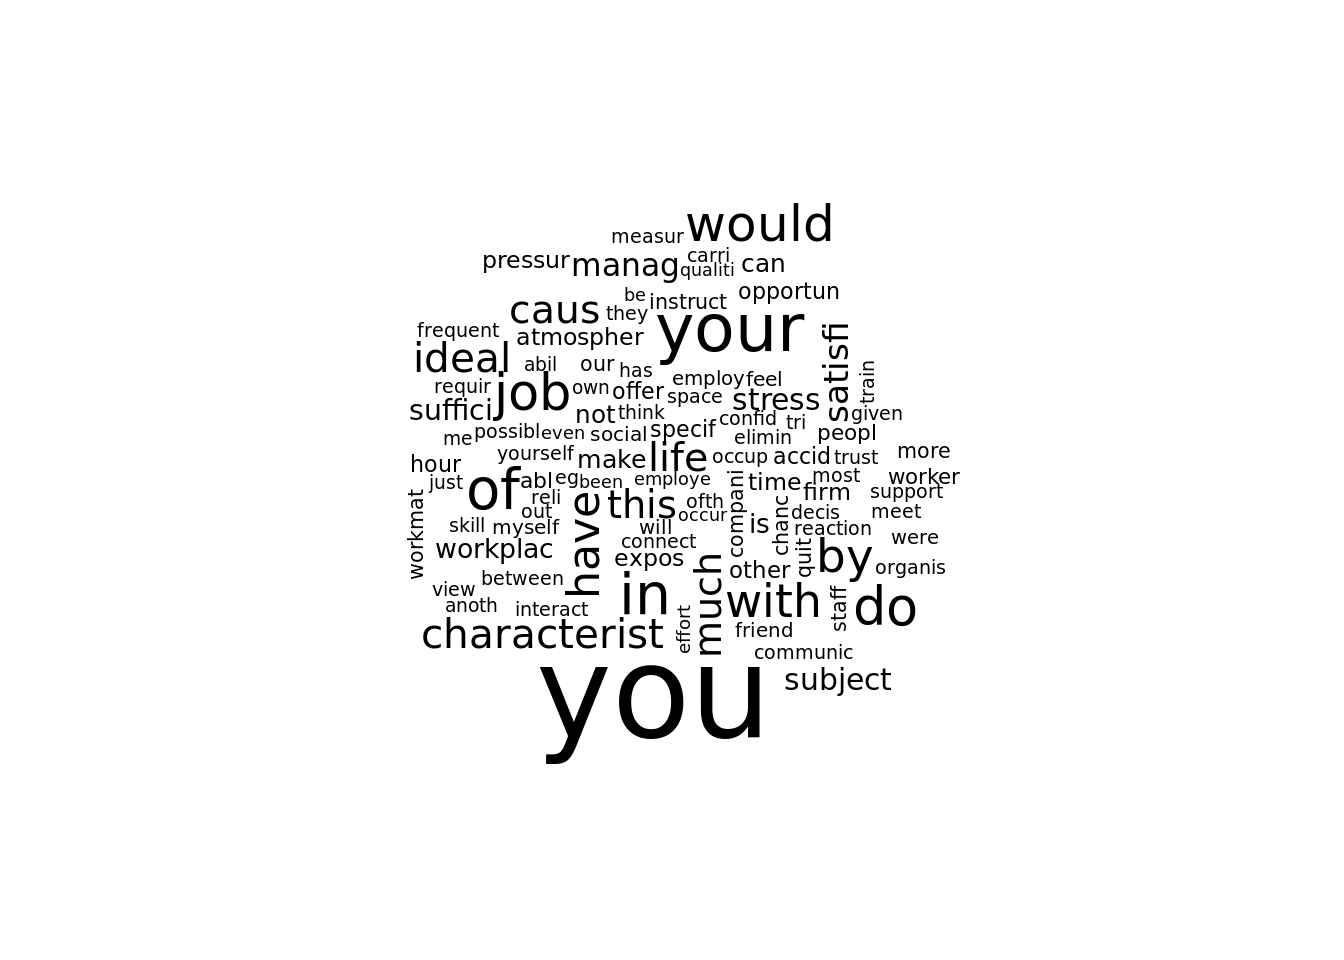 would
measur
carri
pressur manag qualiti can
be instruct opportun
caus they your
frequent atmospher
ideal abil our has satisfi train
requir job own offer employ feel
space stress
suffici not think confid tri given
me possibl even social specif elimin peopl
yourself make life occup accid trust more
hour just of abl eg been employe time most worker
reli this ofth compani firm support
workmat out have occur chanc decis meet
skill myself will is reaction
workplac connect quit were
expos other by organis
view between in much with staff do
anoth interact effort
characterist friend
communic
you subject